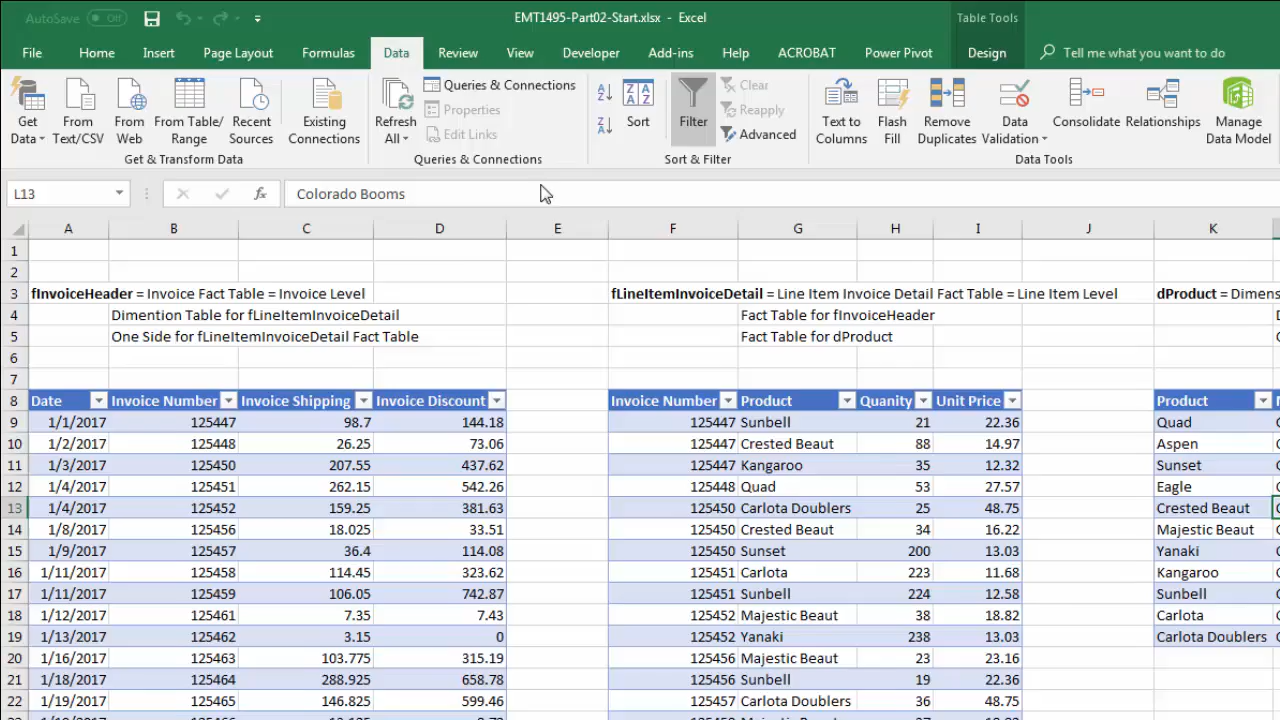 AutoSave Off EMT1495-Part02-Start.xlsx - Excel Table Tools
File Home Insert Page Layout Formulas Data Review View Developer Add-ins Help ACROBAT Power Pivot Design Tell me what you want to do
Get Data From Text/CSV From Web From Table/ Range Recent Sources Existing Connections
Get & Transform Data
Refresh All Queries & Connections Properties Edit Links
Queries & Connections
Sort Filter Clear Reapply Advanced
Sort & Filter
Text to Columns Flash Fill Remove Duplicates Data Validation Consolidate Relationships Manage Data Model
Data Tools
L13 fx Colorado Booms
A B C D E F G H I J K
1
2
3 fInvoiceHeader = Invoice Fact Table = Invoice Level fLineItemInvoiceDetail = Line Item Invoice Detail Fact Table = Line Item Level dProduct = Dimens
4 Dimention Table for fLineItemInvoiceDetail Fact Table for fInvoiceHeader
5 One Side for fLineItemInvoiceDetail Fact Table Fact Table for dProduct
6
7
8 Date Invoice Number Invoice Shipping Invoice Discount Invoice Number Product Quanity Unit Price Product
9 1/1/2017 125447 98.7 144.18 125447 Sunbell 21 22.36 Quad
10 1/2/2017 125448 26.25 73.06 125447 Crested Beaut 88 14.97 Aspen
11 1/3/2017 125450 207.55 437.62 125447 Kangaroo 35 12.32 Sunset
12 1/4/2017 125451 262.15 542.26 125448 Quad 53 27.57 Eagle
13 1/4/2017 125452 159.25 381.63 125450 Carlota Doublers 25 48.75 Crested Beaut
14 1/8/2017 125456 18.025 33.51 125450 Crested Beaut 34 16.22 Majestic Beaut
15 1/9/2017 125457 36.4 114.08 125450 Sunset 200 13.03 Yanaki
16 1/11/2017 125458 114.45 323.62 125451 Carlota 223 11.68 Kangaroo
17 1/11/2017 125459 106.05 742.87 125451 Sunbell 224 12.58 Sunbell
18 1/12/2017 125461 7.35 7.43 125452 Majestic Beaut 38 18.82 Carlota
19 1/13/2017 125462 3.15 0 125452 Yanaki 238 13.03 Carlota Doublers
20 1/16/2017 125463 103.775 315.19 125456 Majestic Beaut 23 23.16
21 1/18/2017 125464 288.925 658.78 125456 Sunbell 19 22.36
22 1/19/2017 125465 146.825 599.46 125457 Carlota Doublers 36 48.75